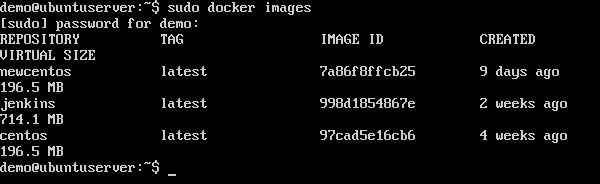 demo@ubuntuserver:~$ sudo docker images
[sudo] password for demo:
REPOSITORY TAG IMAGE ID CREATED
VIRTUAL SIZE
newcentos latest 7a86f8ffcb25 9 days ago
196.5 MB
jenkins latest 998d1854867e 2 weeks ago
714.1 MB
centos latest 97cad5e16cb6 4 weeks ago
196.5 MB
demo@ubuntuserver:~$ _